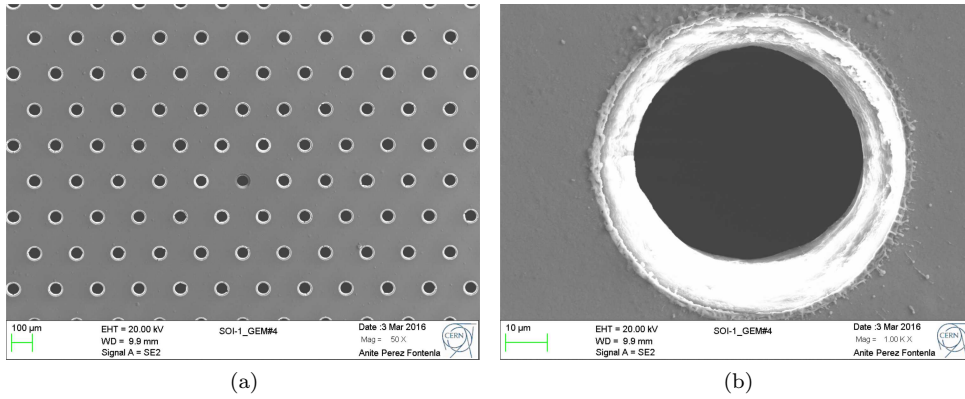 100 µm
EHT = 20.00 kV
WD = 9.9 mm
Signal A = SE2
SOI-1_GEM#4
Date :3 Mar 2016
Mag = 50 X
Anite Perez Fontenla
CERN
10 µm
EHT = 20.00 kV
WD = 9.9 mm
Signal A = SE2
SOI-1_GEM#4
Date :3 Mar 2016
Mag = 1.00 K X
Anite Perez Fontenla
CERN
(a)
(b)